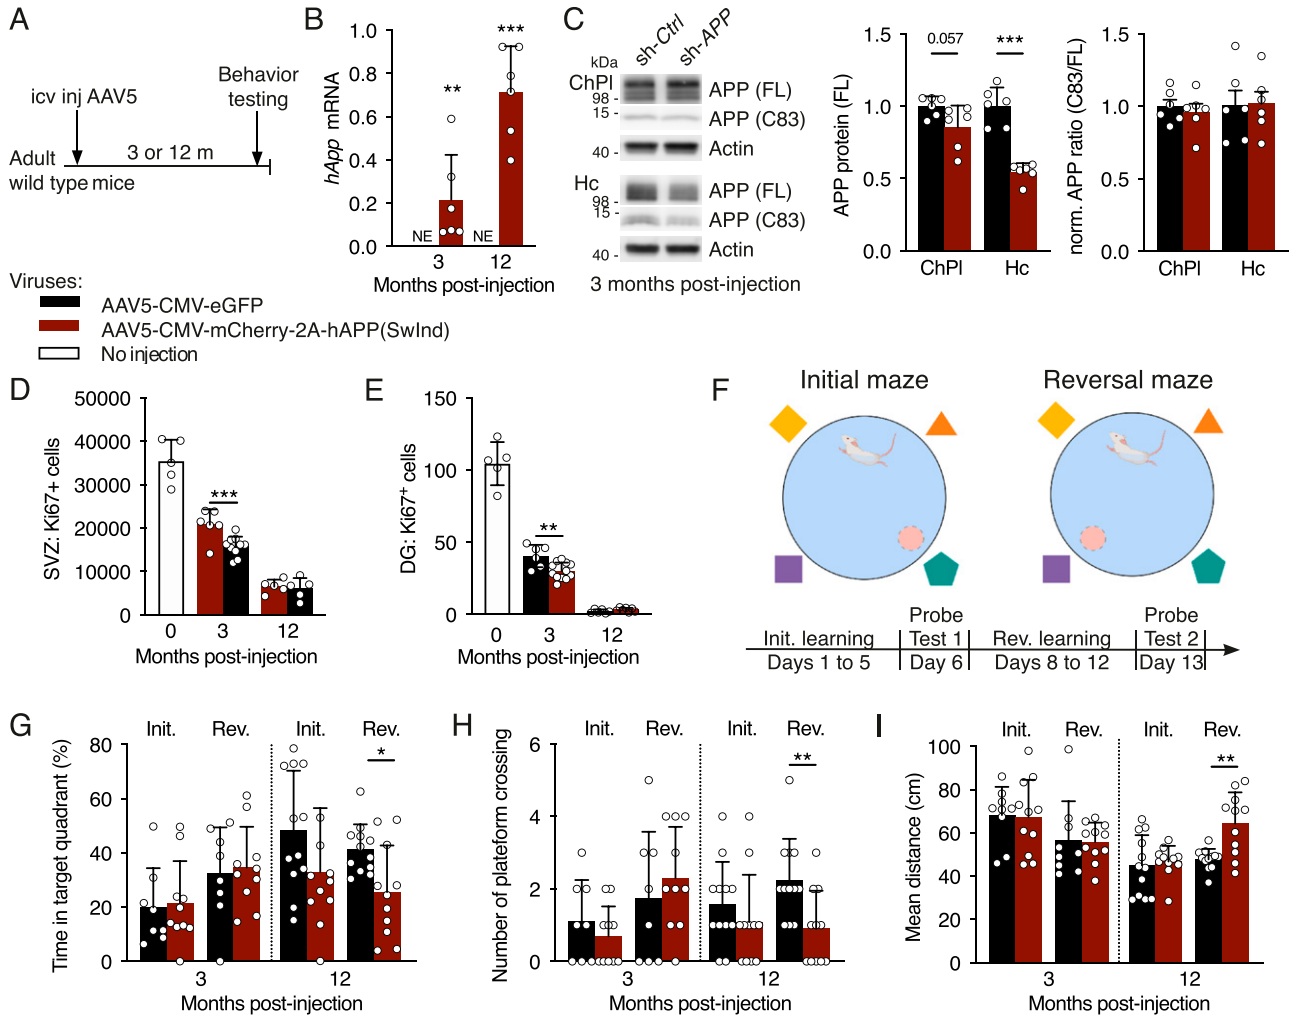 A
icv inj AAV5
Behavior
testing
Adult
wild type mice
3 or 12 m
Viruses:
AAV5-CMV-eGFP
AAV5-CMV-mCherry-2A-hAPP(SwInd)
No injection
B
hApp mRNA
1.0
0.8
0.6
0.4
0.2
0.0
**
***
NE
NE
3
12
Months post-injection
C
sh-Ctrl
sh-APP
kDa
ChPl
98 -
15 -
40 -
APP (FL)
APP (C83)
Actin
Hc
98 -
15 -
40 -
APP (FL)
APP (C83)
Actin
3 months post-injection
APP protein (FL)
1.5
1.0
0.5
0.0
0.057
***
ChPl
Hc
norm. APP ratio (C83/FL)
1.5
1.0
0.5
0.0
ChPl
Hc
D
SVZ: Ki67+ cells
50000
40000
30000
20000
10000
0
***
0
3
12
Months post-injection
E
DG: Ki67+ cells
150
100
50
0
**
0
3
12
Months post-injection
F
Initial maze
Reversal maze
Init. learning
Days 1 to 5
Probe
Test 1
Day 6
Rev. learning
Days 8 to 12
Probe
Test 2
Day 13
G
Time in target quadrant (%)
80
60
40
20
0
Init.
Rev.
Init.
Rev.
*
3
12
Months post-injection
H
Number of plateform crossing
6
4
2
0
Init.
Rev.
Init.
Rev.
**
3
12
Months post-injection
I
Mean distance (cm)
100
80
60
40
20
0
Init.
Rev.
Init.
Rev.
**
3
12
Months post-injection